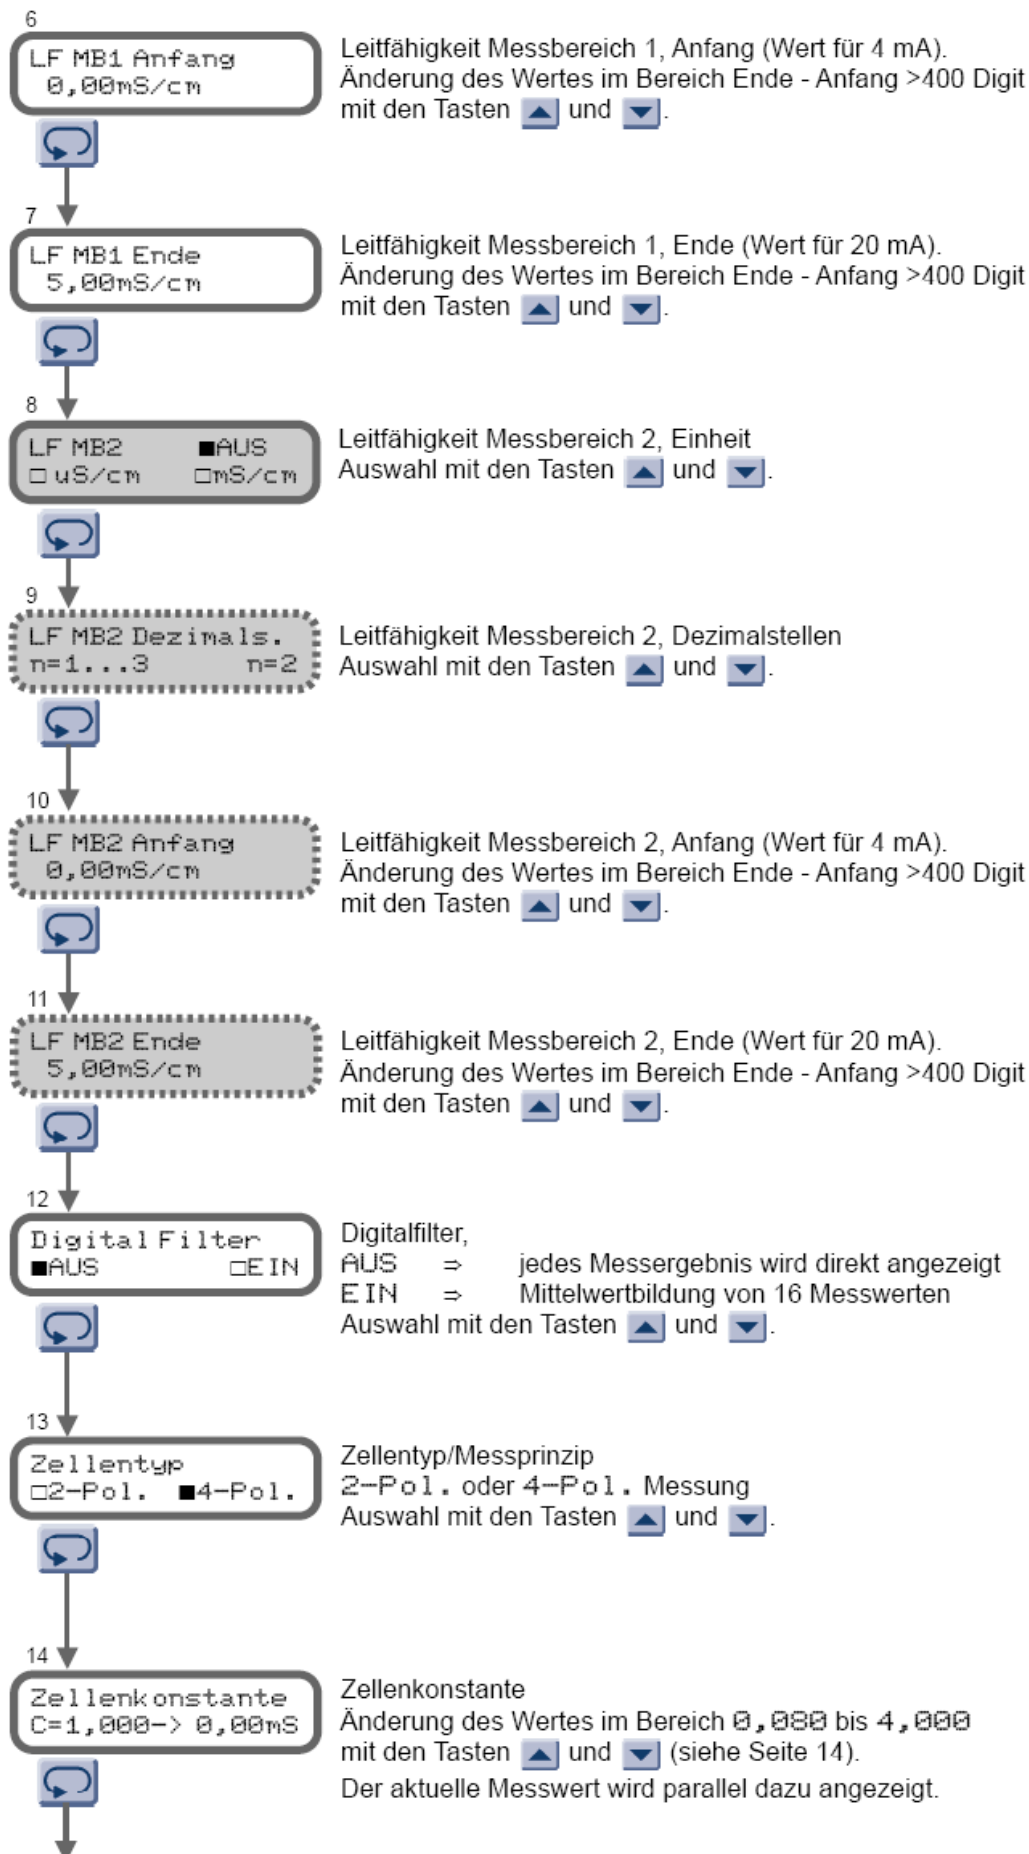 6
LF MB1 Anfang
0,00mS/cm
Leitfähigkeit Messbereich 1, Anfang (Wert für 4 mA).
Änderung des Wertes im Bereich Ende - Anfang >400 Digit
mit den Tasten ▲ und ▼.
7
LF MB1 Ende
5,00mS/cm
Leitfähigkeit Messbereich 1, Ende (Wert für 20 mA).
Änderung des Wertes im Bereich Ende - Anfang >400 Digit
mit den Tasten ▲ und ▼.
8
LF MB2 ■AUS
□ uS/cm □mS/cm
Leitfähigkeit Messbereich 2, Einheit
Auswahl mit den Tasten ▲ und ▼.
9
LF MB2 Dezimals.
n=1...3 n=2
Leitfähigkeit Messbereich 2, Dezimalstellen
Auswahl mit den Tasten ▲ und ▼.
10
LF MB2 Anfang
0,00mS/cm
Leitfähigkeit Messbereich 2, Anfang (Wert für 4 mA).
Änderung des Wertes im Bereich Ende - Anfang >400 Digit
mit den Tasten ▲ und ▼.
11
LF MB2 Ende
5,00mS/cm
Leitfähigkeit Messbereich 2, Ende (Wert für 20 mA).
Änderung des Wertes im Bereich Ende - Anfang >400 Digit
mit den Tasten ▲ und ▼.
12
Digital Filter
■AUS □EIN
Digitalfilter,
AUS ⇒ jedes Messergebnis wird direkt angezeigt
EIN ⇒ Mittelwertbildung von 16 Messwerten
Auswahl mit den Tasten ▲ und ▼.
13
Zellentyp
□2-Pol. ■4-Pol.
Zellentyp/Messprinzip
2-Pol. oder 4-Pol. Messung
Auswahl mit den Tasten ▲ und ▼.
14
Zellenkonstante
C=1,000-> 0,00mS
Zellenkonstante
Änderung des Wertes im Bereich 0,080 bis 4,000
mit den Tasten ▲ und ▼ (siehe Seite 14).
Der aktuelle Messwert wird parallel dazu angezeigt.